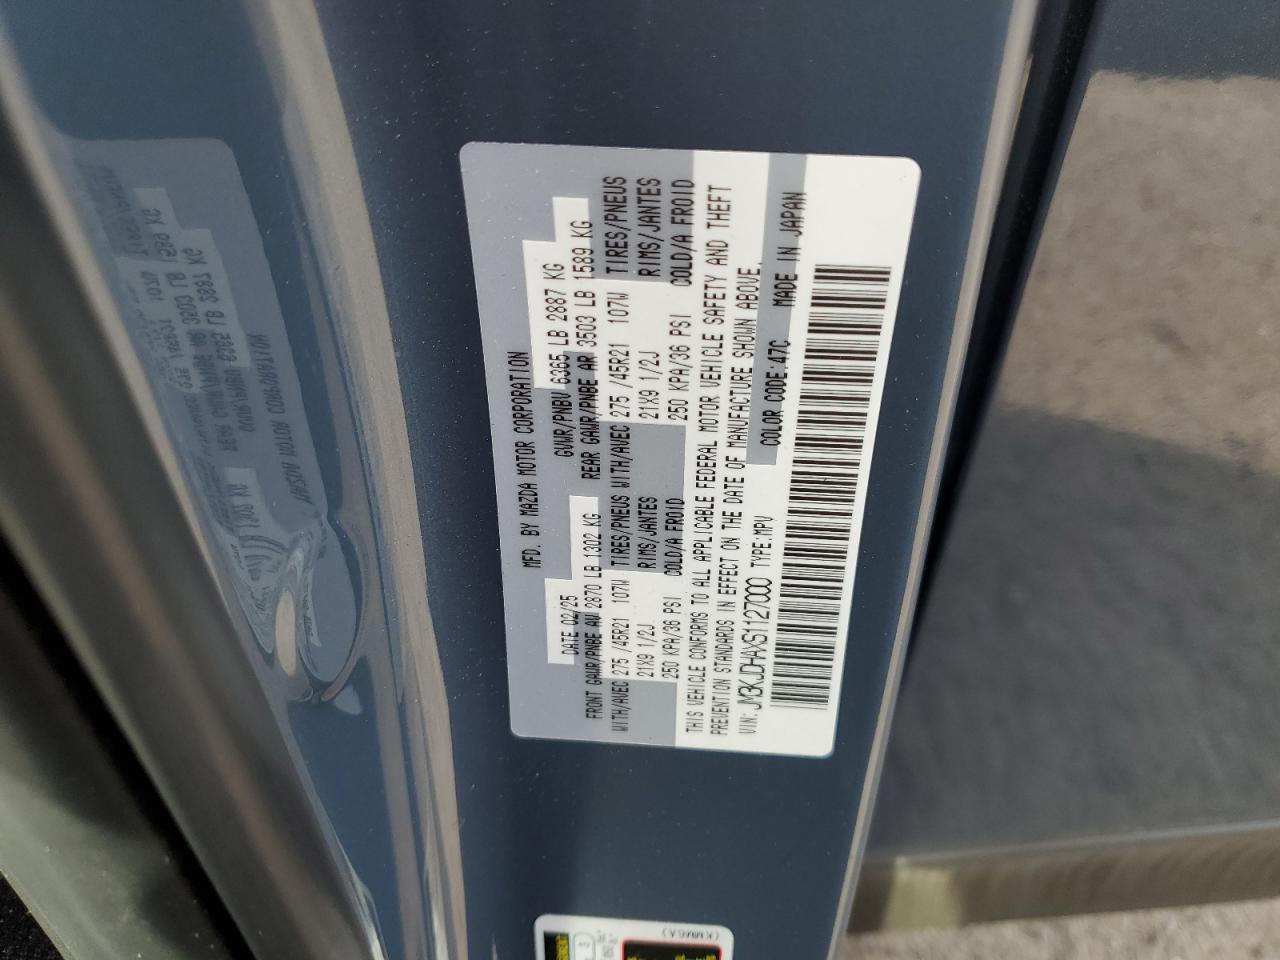 MFD. BY MAZDA MOTOR CORPORATION
DATE 02/25 GVWR/PNBV 6365 LB 2887 KG
FRONT GAWR/PNBE AV 2870 LB 1302 KG REAR GAWR/PNBE AR 3503 LB 1589 KG
WITH/AVEC 275 /45R21 107W TIRES/PNEUS WITH/AVEC 275 /45R21 107W TIRES/PNEUS
21X9 1/2J RIMS/JANTES 21X9 1/2J RIMS/JANTES
250 KPA/36 PSI COLD/A FROID 250 KPA/36 PSI COLD/A FROID
THIS VEHICLE CONFORMS TO ALL APPLICABLE FEDERAL MOTOR VEHICLE SAFETY AND THEFT
PREVENTION STANDARDS IN EFFECT ON THE DATE OF MANUFACTURE SHOWN ABOVE.
VIN: JM3KJDHAXS1127000 TYPE:MPV COLOR CODE:47C MADE IN JAPAN
(KMM6A)